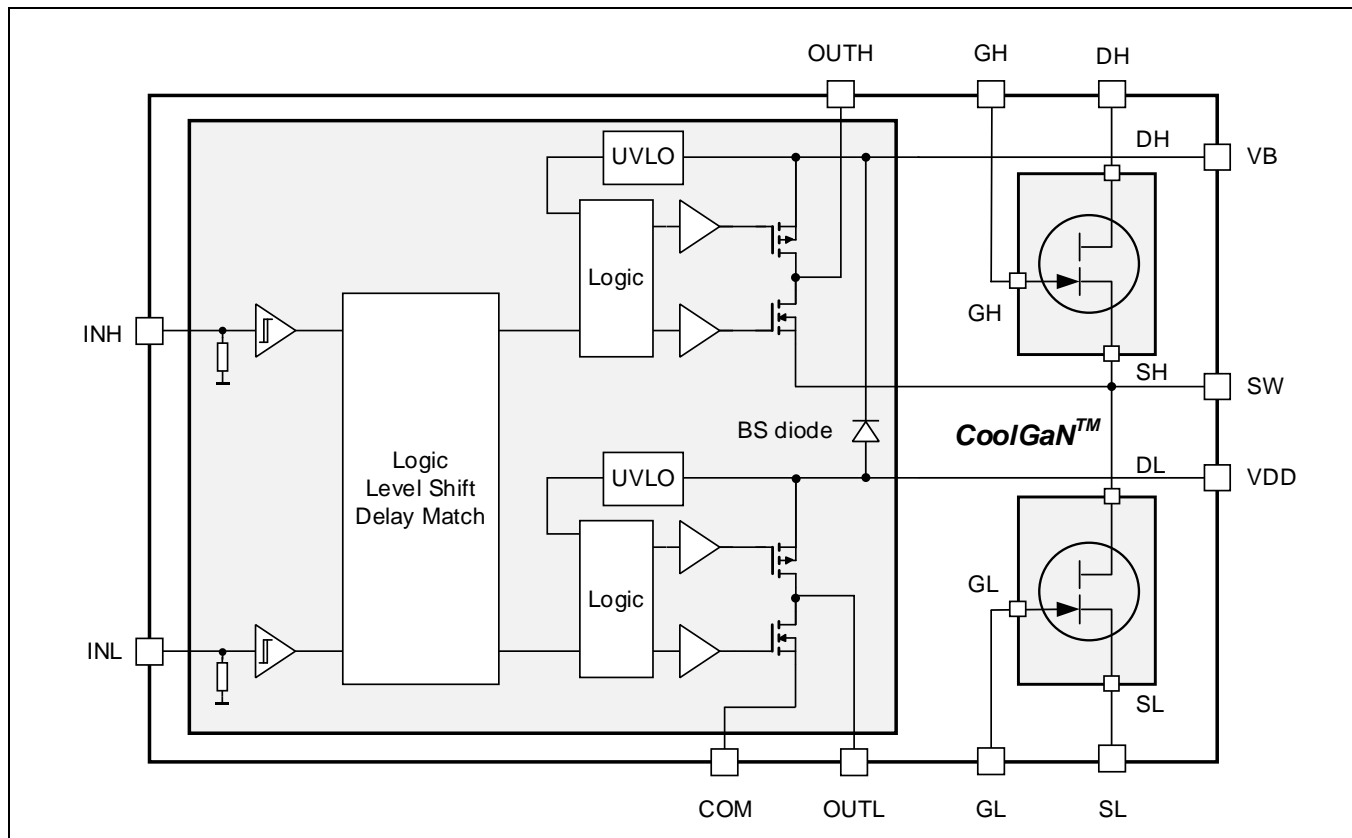 OUTH
GH
DH
UVLO
DH
VB
Logic
GH
INH
SH
SW
BS diode
CoolGaN™
Logic
Level Shift
Delay Match
UVLO
DL
VDD
Logic
GL
INL
SL
COM
OUTL
GL
SL